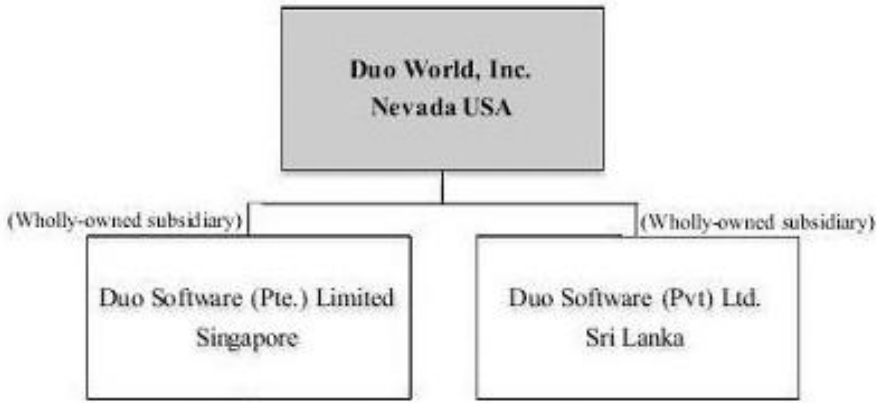 Duo World, Inc.
Nevada USA
(Wholly-owned subsidiary)
(Wholly-owned subsidiary)
Duo Software (Pte.) Limited
Singapore
Duo Software (Pvt) Ltd.
Sri Lanka